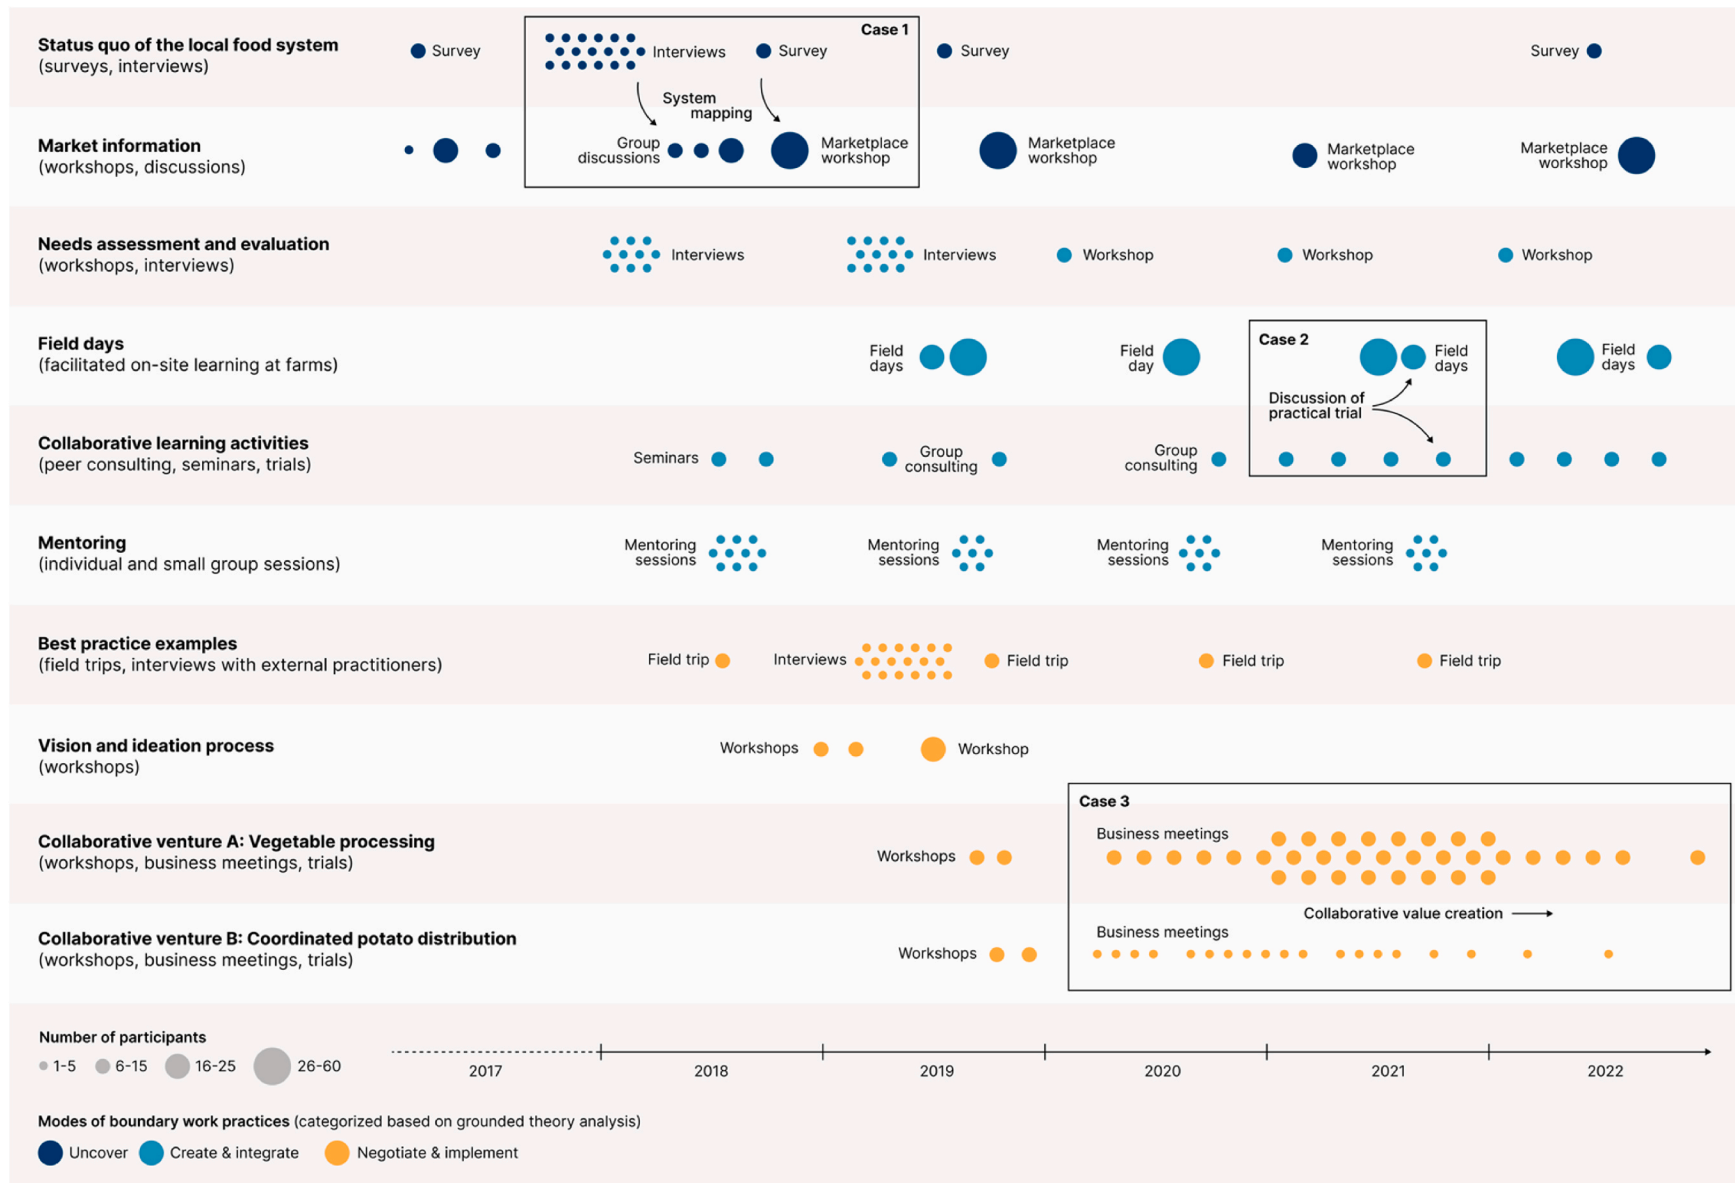 Status quo of the local food system
(surveys, interviews)
Survey
Case 1
Interviews
Survey
Survey
Survey
System
mapping
Market information
(workshops, discussions)
Group
discussions
Marketplace
workshop
Marketplace
workshop
Marketplace
workshop
Marketplace
workshop
Needs assessment and evaluation
(workshops, interviews)
Interviews
Interviews
Workshop
Workshop
Workshop
Field days
(facilitated on-site learning at farms)
Field
days
Field
day
Case 2
Field
days
Field
days
Discussion of
practical trial
Collaborative learning activities
(peer consulting, seminars, trials)
Seminars
Group
consulting
Group
consulting
Mentoring
(individual and small group sessions)
Mentoring
sessions
Mentoring
sessions
Mentoring
sessions
Mentoring
sessions
Best practice examples
(field trips, interviews with external practitioners)
Field trip
Interviews
Field trip
Field trip
Field trip
Vision and ideation process
(workshops)
Workshops
Workshop
Case 3
Collaborative venture A: Vegetable processing
(workshops, business meetings, trials)
Workshops
Business meetings
Collaborative value creation
Collaborative venture B: Coordinated potato distribution
(workshops, business meetings, trials)
Workshops
Business meetings
Number of participants
1-5 6-15 16-25 26-60
2017 2018 2019 2020 2021 2022
Modes of boundary work practices (categorized based on grounded theory analysis)
Uncover Create & integrate Negotiate & implement